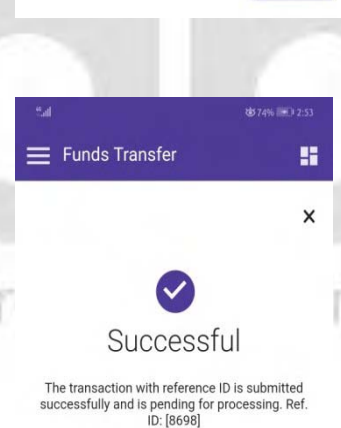 74% 2:53
Funds Transfer
X
Successful
The transaction with reference ID is submitted
successfully and is pending for processing. Ref.
ID: [8698]